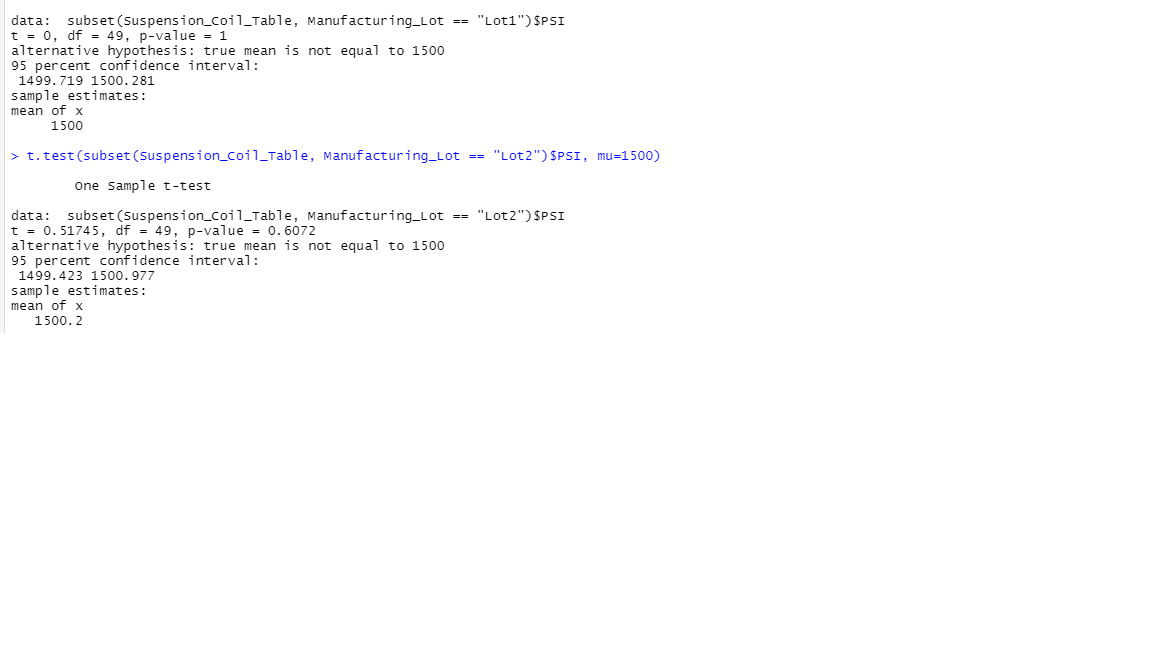 data:  subset(Suspension_Coil_Table, Manufacturing_Lot == "Lot1")$PSI
t = 0, df = 49, p-value = 1
alternative hypothesis: true mean is not equal to 1500
95 percent confidence interval:
 1499.719 1500.281
sample estimates:
mean of x
     1500
> t.test(subset(Suspension_Coil_Table, Manufacturing_Lot == "Lot2")$PSI, mu=1500)
        One Sample t-test
data:  subset(Suspension_Coil_Table, Manufacturing_Lot == "Lot2")$PSI
t = 0.51745, df = 49, p-value = 0.6072
alternative hypothesis: true mean is not equal to 1500
95 percent confidence interval:
 1499.423 1500.977
sample estimates:
mean of x
   1500.2